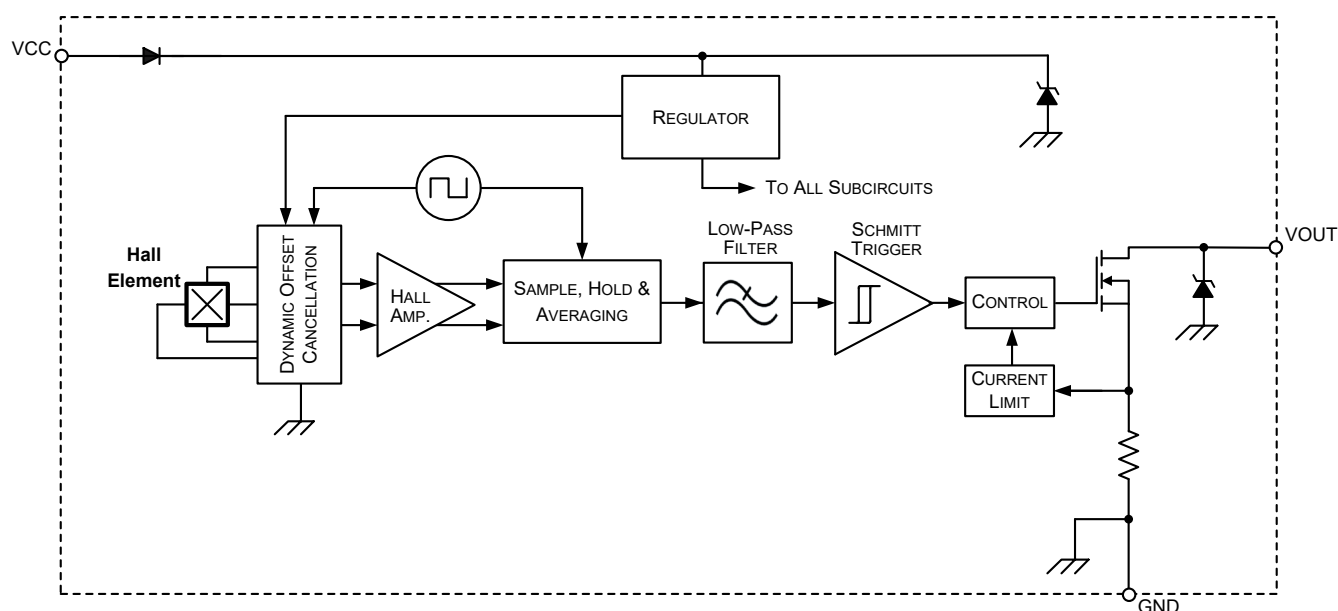 VCC
REGULATOR
TO ALL SUBCIRCUITS
LOW-PASS
FILTER
SCHMITT
TRIGGER
VOUT
Hall
Element
DYNAMIC OFFSET
CANCELLATION
HALL
AMP.
SAMPLE, HOLD &
AVERAGING
CONTROL
CURRENT
LIMIT
GND